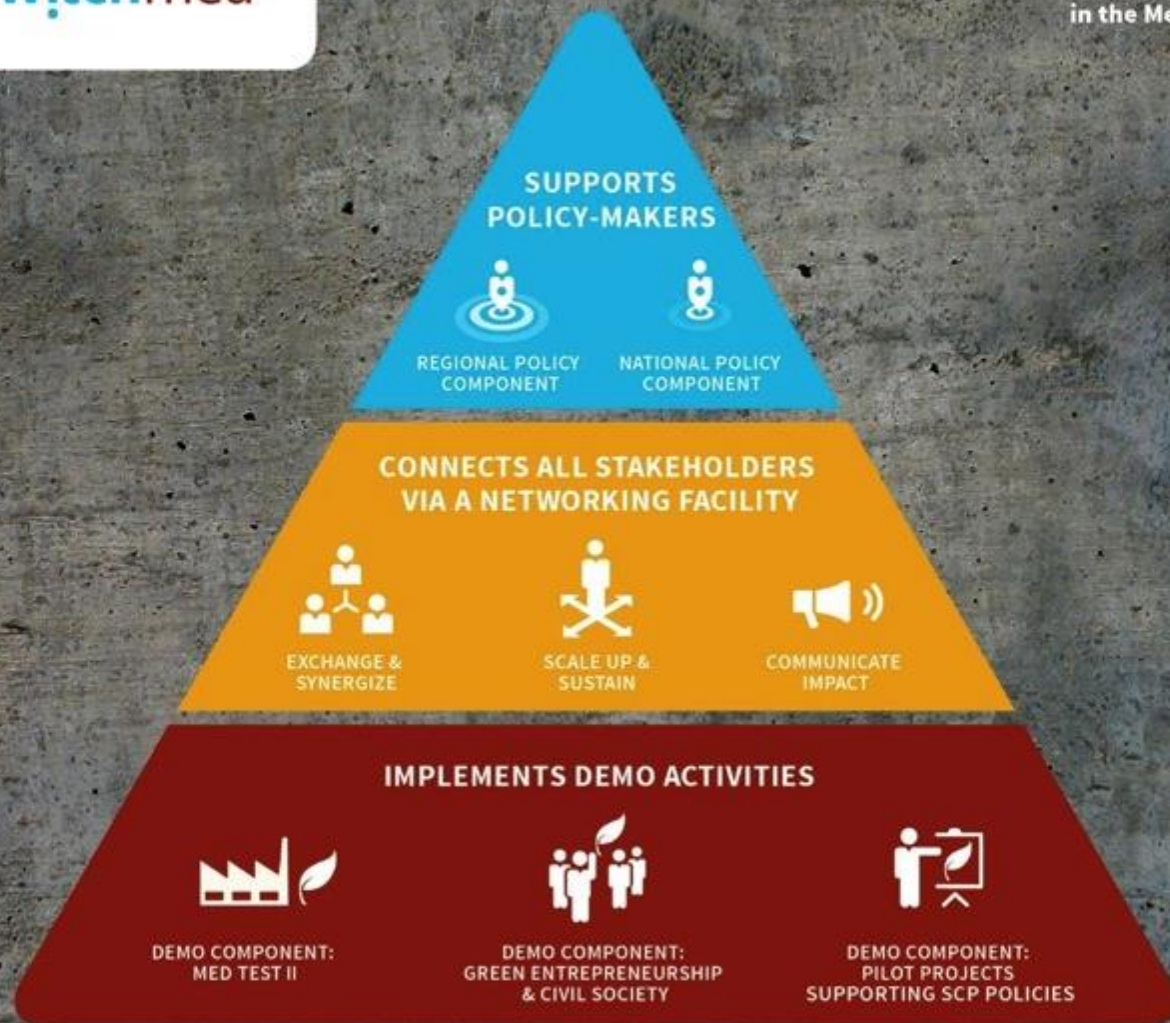 in the
SUPPORTS
POLICY-MAKERS
REGIONAL POLICY
COMPONENT
NATIONAL POLICY
COMPONENT
CONNECTS ALL STAKEHOLDERS
VIA A NETWORKING FACILITY
EXCHANGE &
SYNERGIZE
SCALE UP &
SUSTAIN
COMMUNICATE
IMPACT
IMPLEMENTS DEMO ACTIVITIES
DEMO COMPONENT:
MED TEST II
DEMO COMPONENT:
GREEN ENTREPRENEURSHIP
& CIVIL SOCIETY
DEMO COMPONENT:
PILOT PROJECTS
SUPPORTING SCP POLICIES